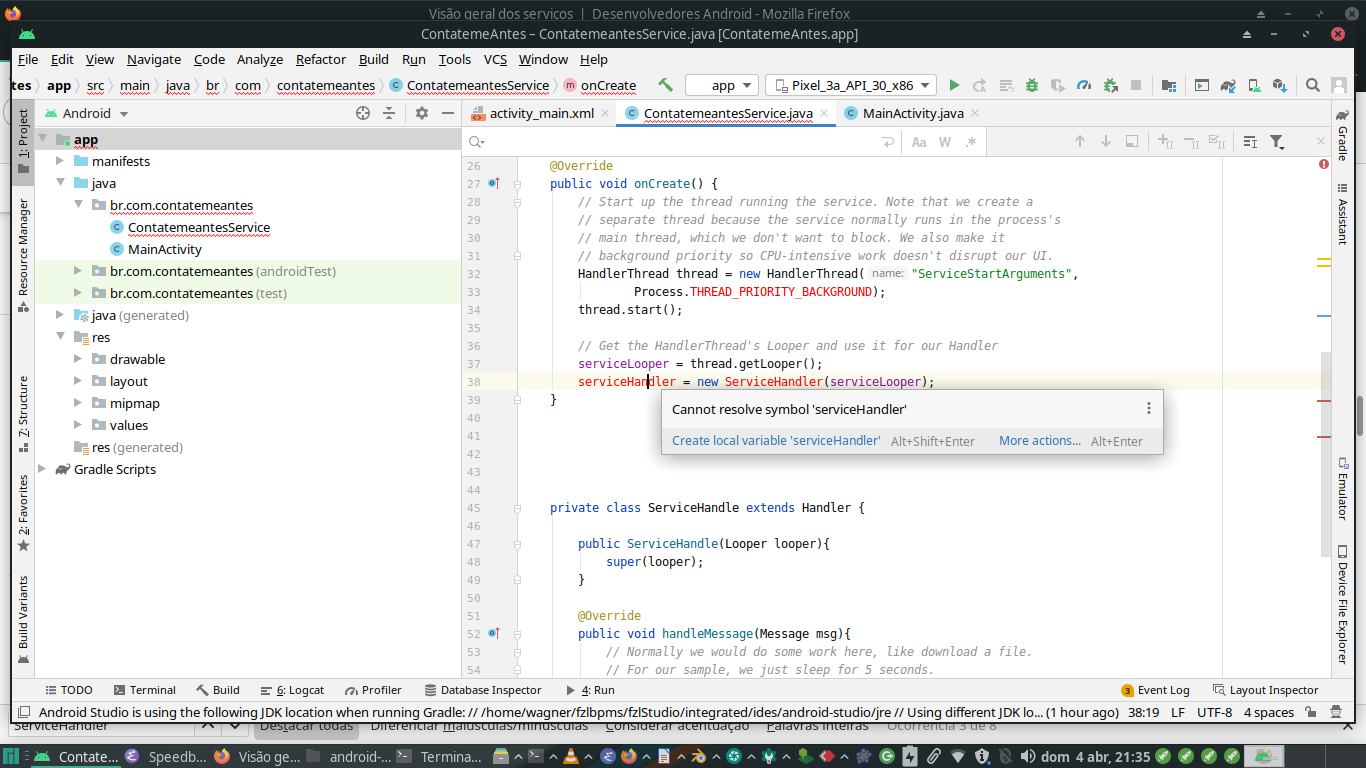 Visão geral dos servicos | Desenvolvedores Android - Mozilla Firefox
ContatemeAntes – ContatemeantesService.java [ContatemeAntes.app]
File Edit View Navigate Code Analyze Refactor Build Run Tools VCS Window Help
tes app src main java br com contatemeantes ContatemeantesService onCreate app Pixel_3a_API_30_x86
Android
activity_main.xml ContatemeantesService.java MainActivity.java
Aa W .*
1: Project
Resource Manager
7: Structure
2: Favorites
Build Variants
app
manifests
java
br.com.contatemeantes
ContatemeantesService
MainActivity
br.com.contatemeantes (androidTest)
br.com.contatemeantes (test)
java (generated)
res
drawable
layout
mipmap
values
res (generated)
Gradle Scripts
26 @Override
27 public void onCreate() {
28 // Start up the thread running the service. Note that we create a
29 // separate thread because the service normally runs in the process's
30 // main thread, which we don't want to block. We also make it
31 // background priority so CPU-intensive work doesn't disrupt our UI.
32 HandlerThread thread = new HandlerThread( name: "ServiceStartArguments",
33 Process.THREAD_PRIORITY_BACKGROUND);
34 thread.start();
35
36 // Get the HandlerThread's Looper and use it for our Handler
37 serviceLooper = thread.getLooper();
38 serviceHandler = new ServiceHandler(serviceLooper);
39 }
40
41
42
43
44
45 private class ServiceHandle extends Handler {
46
47 public ServiceHandle(Looper looper){
48 super(looper);
49 }
50
51 @Override
52 public void handleMessage(Message msg){
53 // Normally we would do some work here, like download a file.
54 // For our sample, we just sleep for 5 seconds.
Cannot resolve symbol 'serviceHandler'
Create local variable 'serviceHandler' Alt+Shift+Enter More actions... Alt+Enter
Gradle
Assistant
Emulator
Device File Explorer
TODO Terminal Build 6: Logcat Profiler Database Inspector 4: Run 3 Event Log Layout Inspector
Android Studio is using the following JDK location when running Gradle: // /home/wagner/fzlbpms/fzlStudio/integrated/ides/android-studio/jre // Using different JDK lo... (1 hour ago) 38:19 LF UTF-8 4 spaces
ServiceHandler Destacar todas Diferenciar maiúsculas/minúsculas Considerar acentuação Palavras inteiras Ocorrência 3 de 8
Contate... Speedb... Visão ge... android-... Termina... dom 4 abr, 21:35